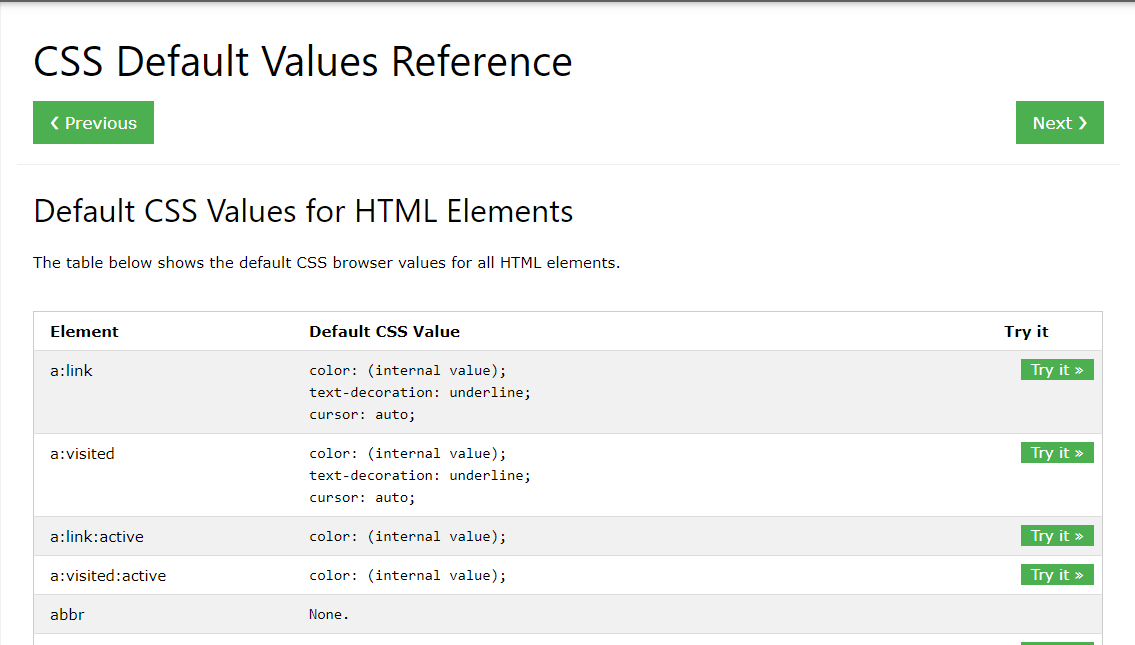 CSS Default Values Reference
❮ Previous
Next ❯
Default CSS Values for HTML Elements
The table below shows the default CSS browser values for all HTML elements.
Element Default CSS Value Try it
a:link color: (internal value); Try it »
text-decoration: underline;
cursor: auto;
a:visited color: (internal value); Try it »
text-decoration: underline;
cursor: auto;
a:link:active color: (internal value); Try it »
a:visited:active color: (internal value); Try it »
abbr None.